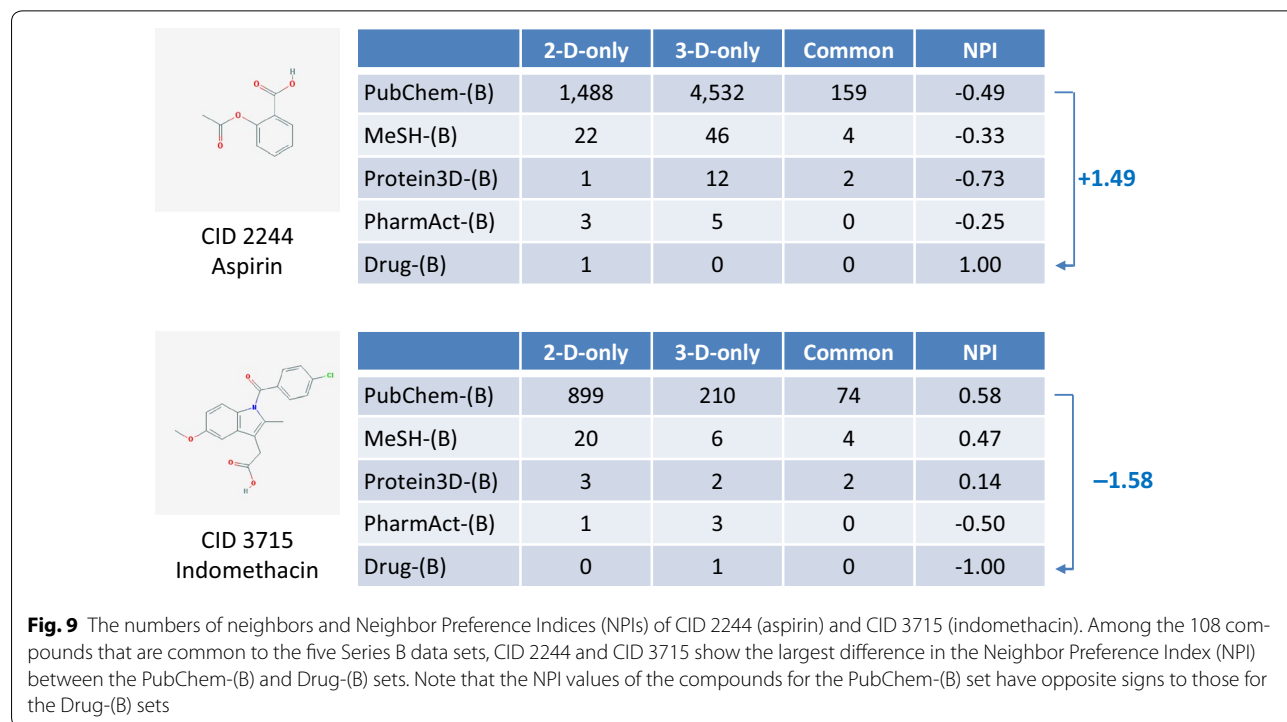 2-D-only 3-D-only Common NPI
PubChem-(B) 1,488 4,532 159 -0.49
MeSH-(B) 22 46 4 -0.33
Protein3D-(B) 1 12 2 -0.73
PharmAct-(B) 3 5 0 -0.25
Drug-(B) 1 0 0 1.00
+1.49
H
O
O
O
O
CID 2244
Aspirin
2-D-only 3-D-only Common NPI
PubChem-(B) 899 210 74 0.58
MeSH-(B) 20 6 4 0.47
Protein3D-(B) 3 2 2 0.14
PharmAct-(B) 1 3 0 -0.50
Drug-(B) 0 1 0 -1.00
–1.58
Cl
O
N
O
O
O
H
CID 3715
Indomethacin
Fig. 9 The numbers of neighbors and Neighbor Preference Indices (NPIs) of CID 2244 (aspirin) and CID 3715 (indomethacin). Among the 108 com-
pounds that are common to the five Series B data sets, CID 2244 and CID 3715 show the largest difference in the Neighbor Preference Index (NPI)
between the PubChem-(B) and Drug-(B) sets. Note that the NPI values of the compounds for the PubChem-(B) set have opposite signs to those for
the Drug-(B) sets